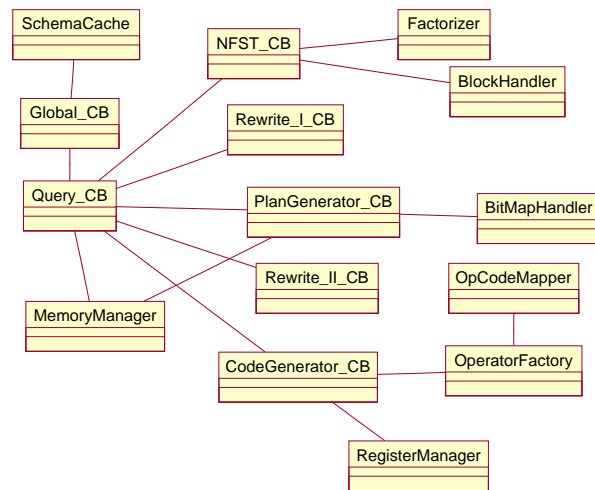 SchemaCache
NFST_CB
Factorizer
BlockHandler
Global_CB
Rewrite_I_CB
Query_CB
PlanGenerator_CB
BitMapHandler
Rewrite_II_CB
OpCodeMapper
MemoryManager
CodeGenerator_CB
OperatorFactory
RegisterManager